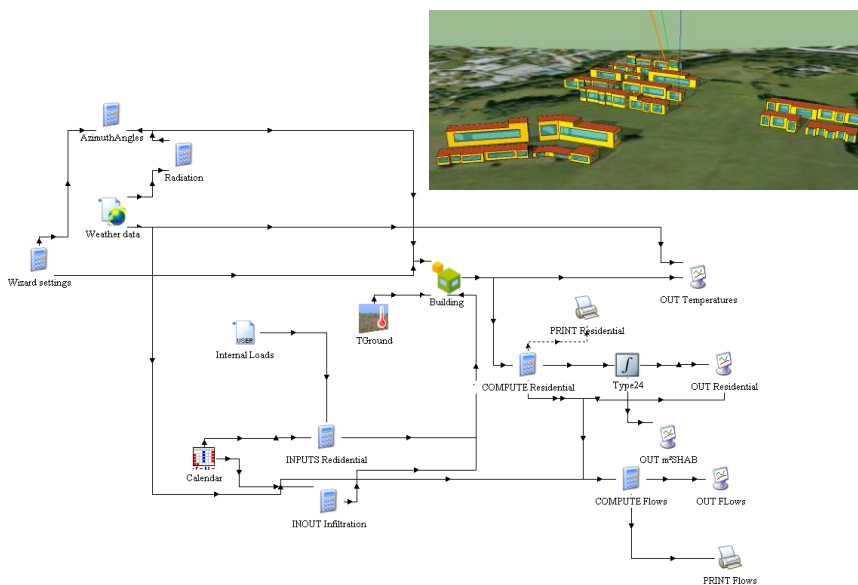 AzimuthAngles
Radiation
Weather data
Wizard settings
Building
OUT Temperatures
TGround
PRINT Residential
USER
Internal Loads
COMPUTE Residential
Type24
OUT Residential
INPUTS Redidential
OUT m²SHAB
Calendar
INOUT Infiltration
COMPUTE Flows
OUT FLows
PRINT Flows